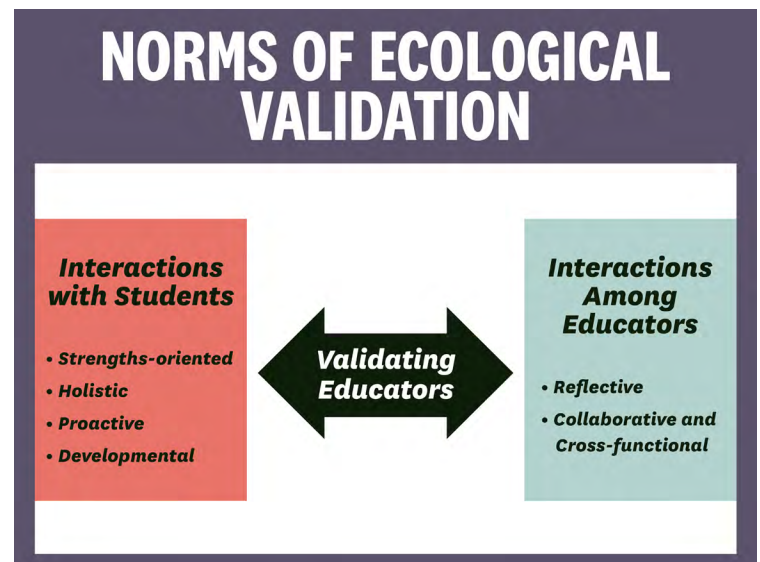 NORMS OF ECOLOGICAL
VALIDATION
Interactions
with Students
• Strengths-oriented
• Holistic
• Proactive
• Developmental
Validating
Educators
Interactions
Among
Educators
• Reflective
• Collaborative and
Cross-functional